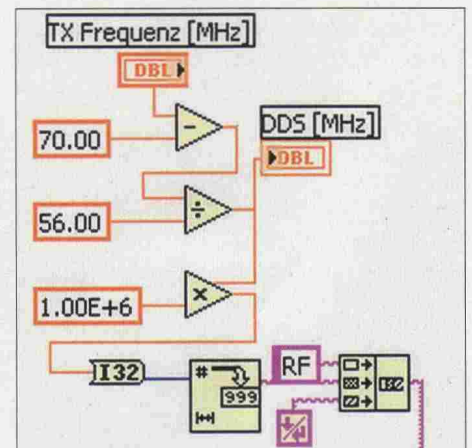 TX Frequenz [MHz]
DBL
70.00
DDS [MHz]
DBL
56.00
1.00E+6
I32
#
999
RF